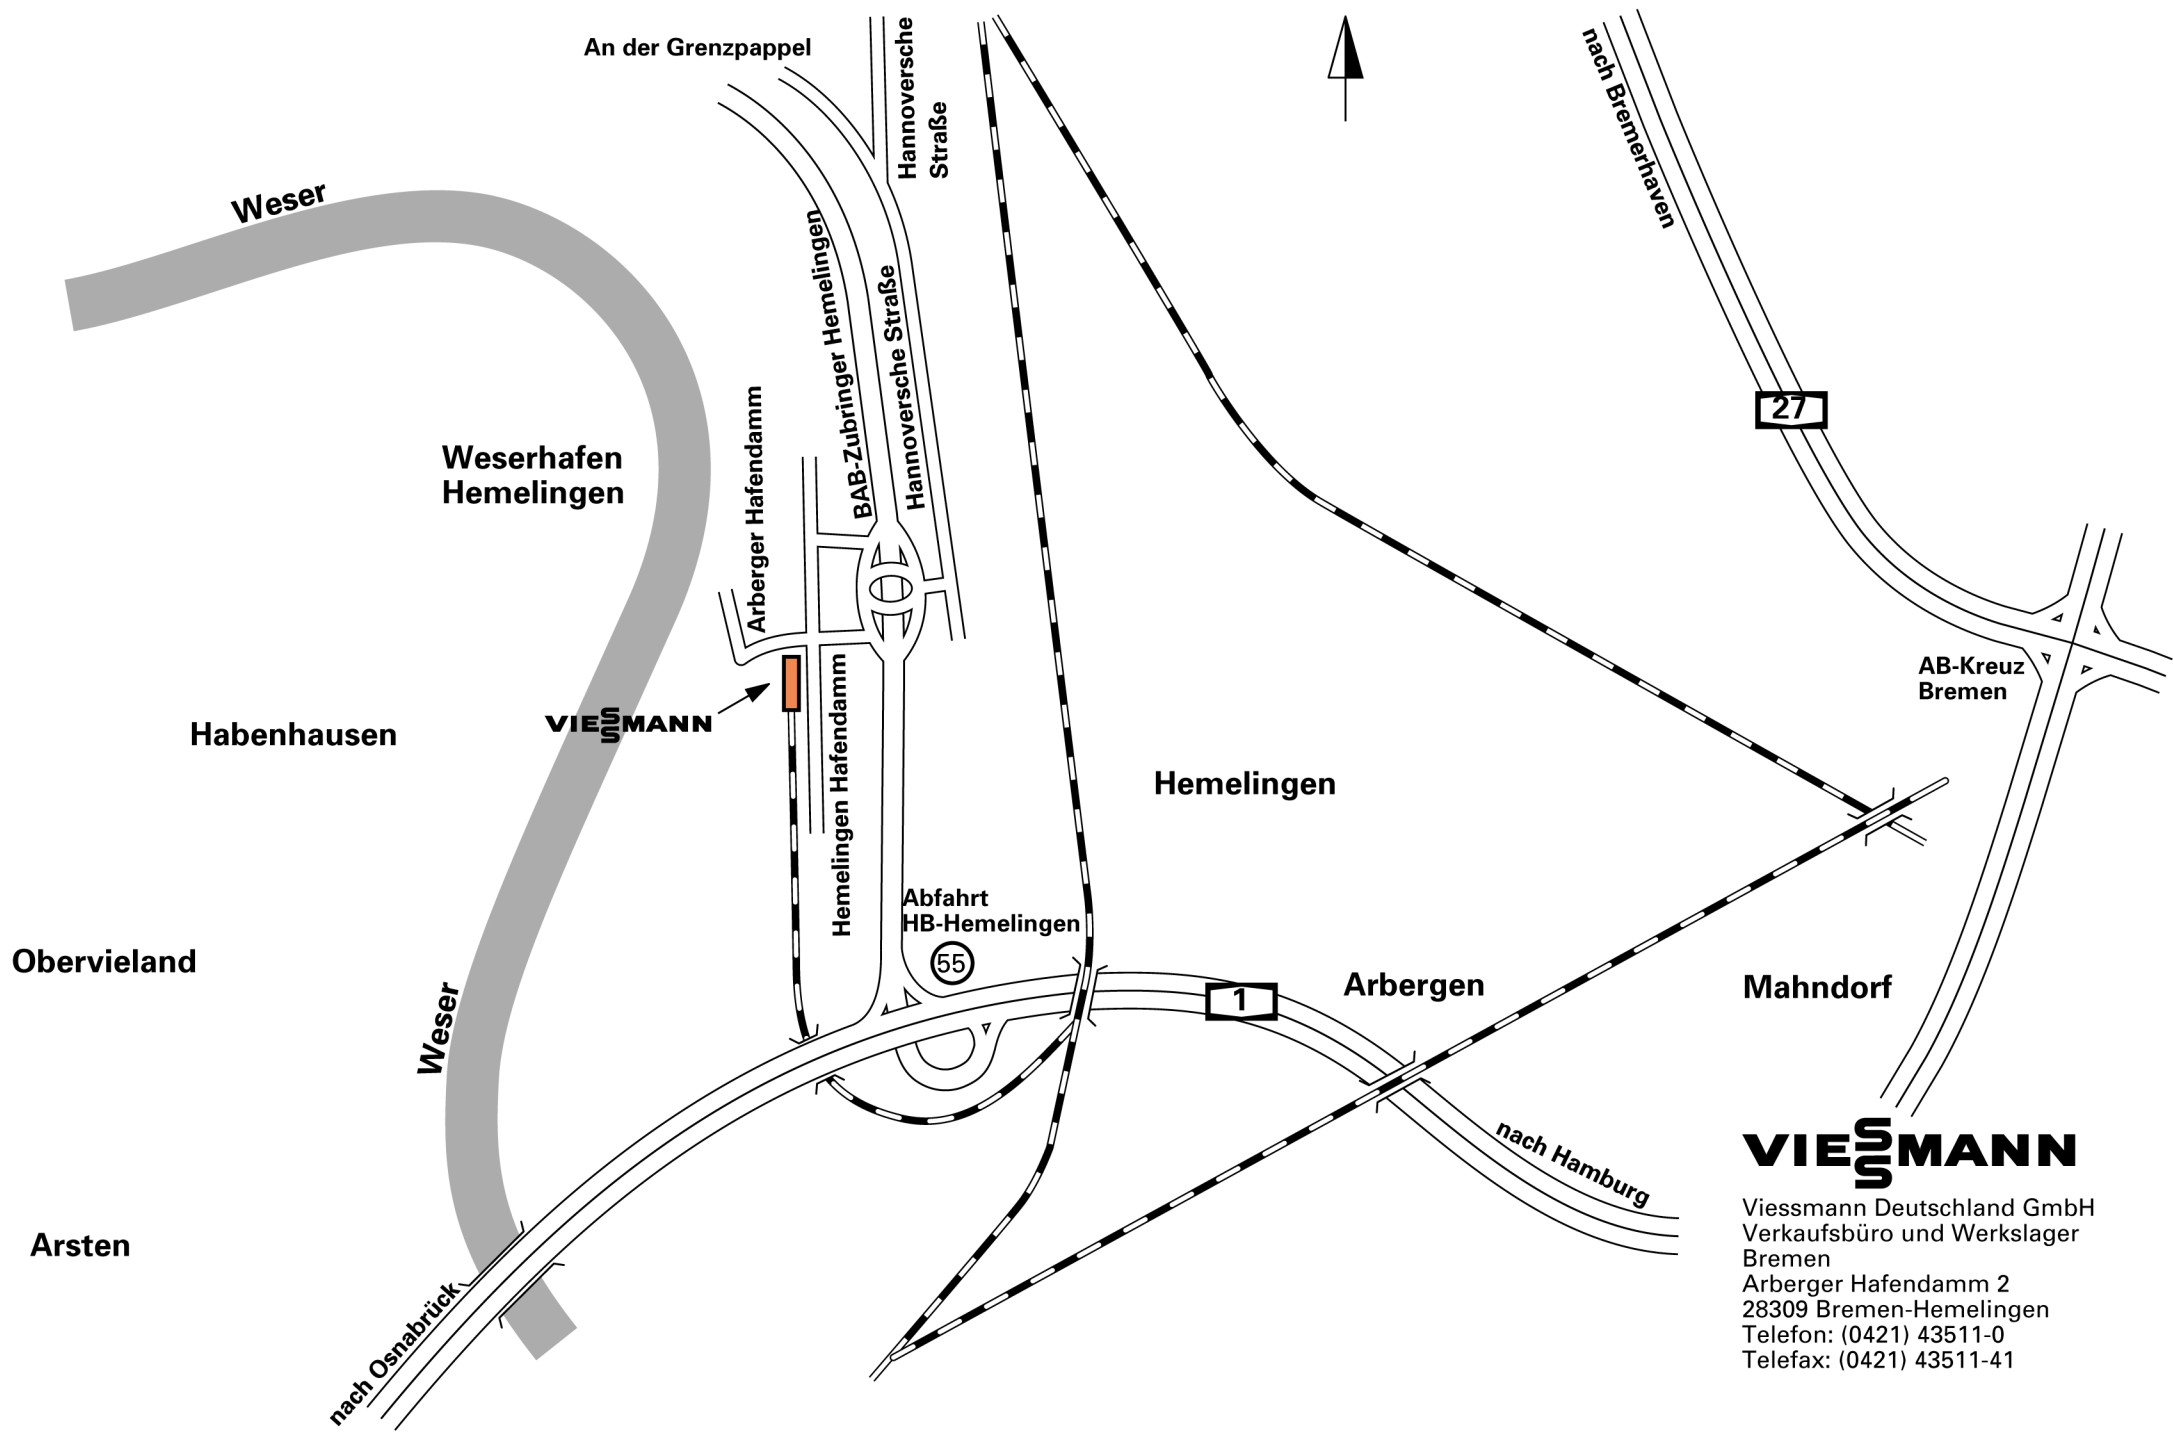 An der Grenzpappel
Hannoversche
Straße
nach Bremerhaven
Weser
BAB-Zubringer Hemelingen
Hannoversche Straße
27
Arberger Hafendamm
Weserhafen
Hemelingen
AB-Kreuz
Bremen
VIESSMANN
Habenhausen
Hemelingen Hafendamm
Hemelingen
Abfahrt
HB-Hemelingen
55
Obervieland
Weser
1
Arbergen
Mahndorf
nach Hamburg
Arsten
nach Osnabrück
VIESSMANN
Viessmann Deutschland GmbH
Verkaufsbüro und Werkslager
Bremen
Arberger Hafendamm 2
28309 Bremen-Hemelingen
Telefon: (0421) 43511-0
Telefax: (0421) 43511-41